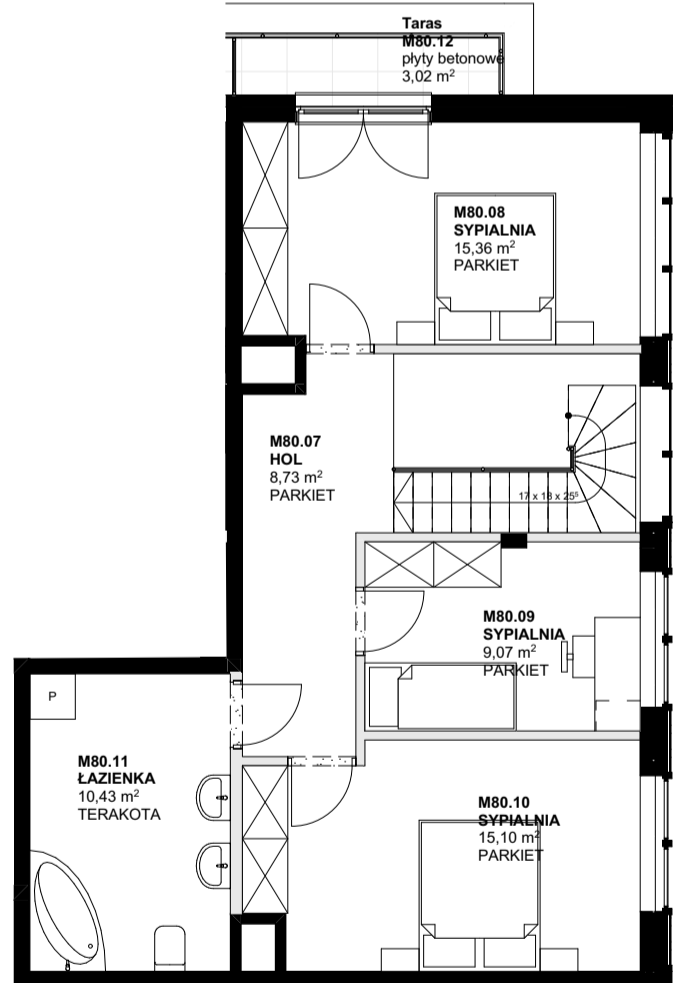 Taras
M80.12
płyty betonowe
3,02 m²
M80.08
SYPIALNIA
15,36 m²
PARKIET
M80.07
HOL
8,73 m²
PARKIET
17 x 18 x 25⁵
M80.09
SYPIALNIA
9,07 m²
PARKIET
P
M80.11
ŁAZIENKA
10,43 m²
TERAKOTA
M80.10
SYPIALNIA
15,10 m²
PARKIET